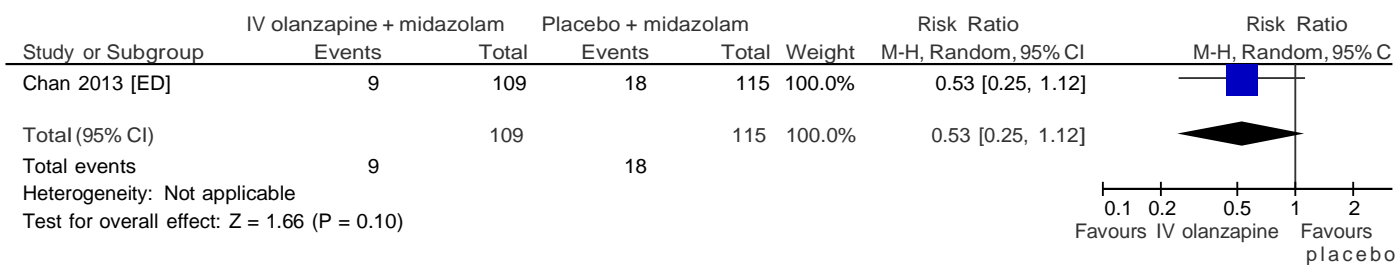 IV olanzapine + midazolam Placebo + midazolam Risk Ratio Risk Ratio
Study or Subgroup Events Total Events Total Weight M-H, Random, 95% CI M-H, Random, 95% C
Chan 2013 [ED] 9 109 18 115 100.0% 0.53 [0.25, 1.12]
Total (95% CI) 109 115 100.0% 0.53 [0.25, 1.12]
Total events 9 18
Heterogeneity: Not applicable
Test for overall effect: Z = 1.66 (P = 0.10)
0.1 0.2 0.5 1 2
Favours IV olanzapine Favours
placebo